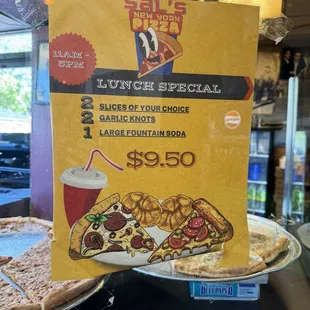 SAL'S
NEW YORK
PIZZA
11AM -
5PM
LUNCH SPECIAL
2 SLICES OF YOUR CHOICE
2 GARLIC KNOTS
1 LARGE FOUNTAIN SODA
$9.50